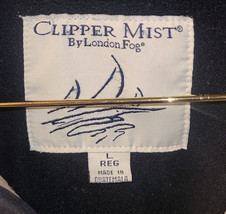 CLIPPER MIST®
By London Fog®
L
REG
MADE IN
GUATEMALA